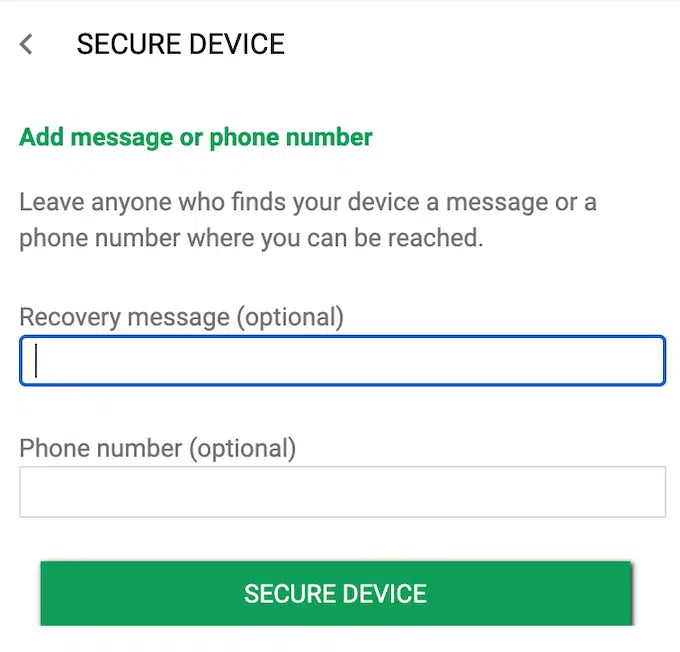 SECURE DEVICE
Add message or phone number
Leave anyone who finds your device a message or a
phone number where you can be reached.
Recovery message (optional)
Phone number (optional)
SECURE DEVICE